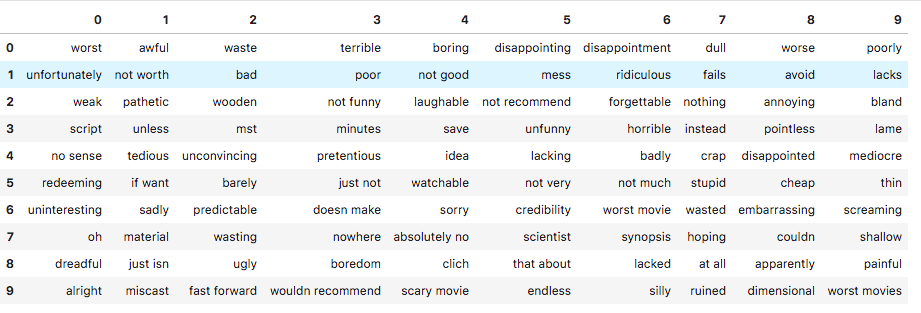 0 1 2 3 4 5 6 7 8 9
0 worst awful waste terrible boring disappointing disappointment dull worse poorly
1 unfortunately not worth bad poor not good mess ridiculous fails avoid lacks
2 weak pathetic wooden not funny laughable not recommend forgettable nothing annoying bland
3 script unless mst minutes save unfunny horrible instead pointless lame
4 no sense tedious unconvincing pretentious idea lacking badly crap disappointed mediocre
5 redeeming if want barely just not watchable not very not much stupid cheap thin
6 uninteresting sadly predictable doesn make sorry credibility worst movie wasted embarrassing screaming
7 oh material wasting nowhere absolutely no scientist synopsis hoping couldn shallow
8 dreadful just isn ugly boredom clich that about lacked at all apparently painful
9 alright miscast fast forward wouldn recommend scary movie endless silly ruined dimensional worst movies